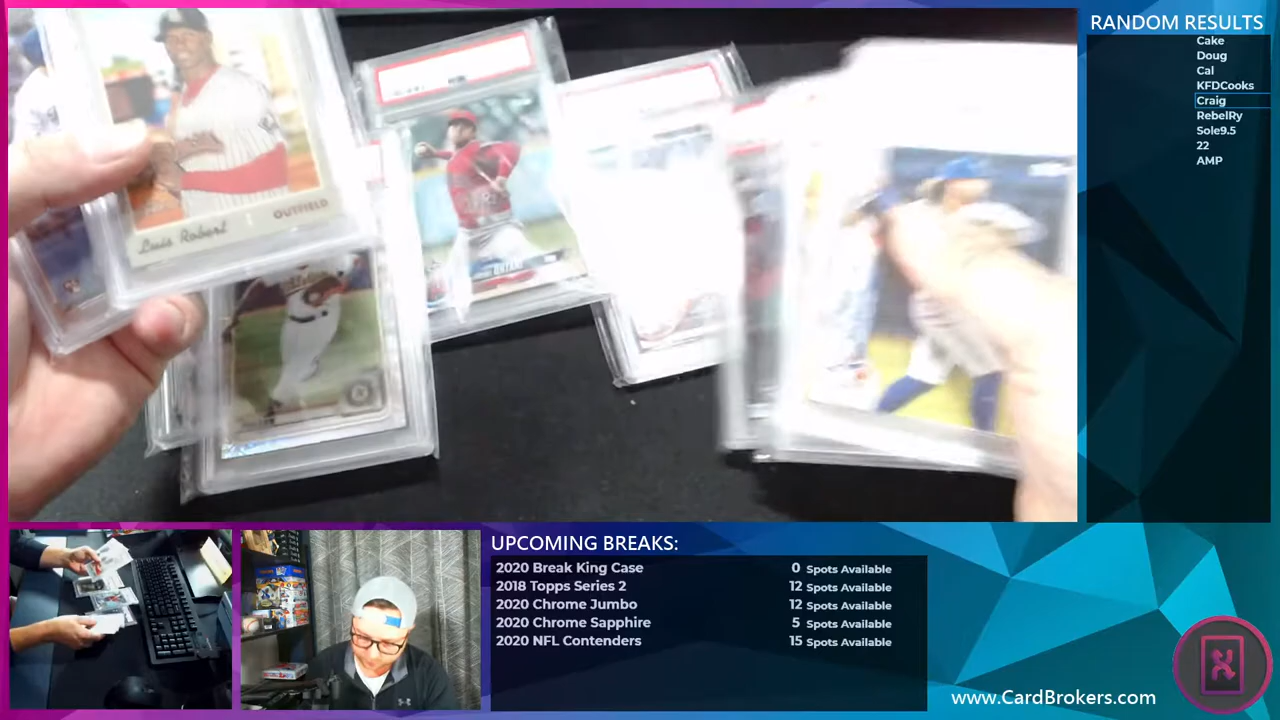 RANDOM RESULTS
Cake
Doug
Cal
KFDCooks
Craig
RebelRy
Sole9.5
22
AMP
Luis Robert
OUTFIELD
UPCOMING BREAKS:
2020 Break King Case 0 Spots Available
2018 Topps Series 2 12 Spots Available
2020 Chrome Jumbo 12 Spots Available
2020 Chrome Sapphire 5 Spots Available
2020 NFL Contenders 15 Spots Available
www.CardBrokers.com